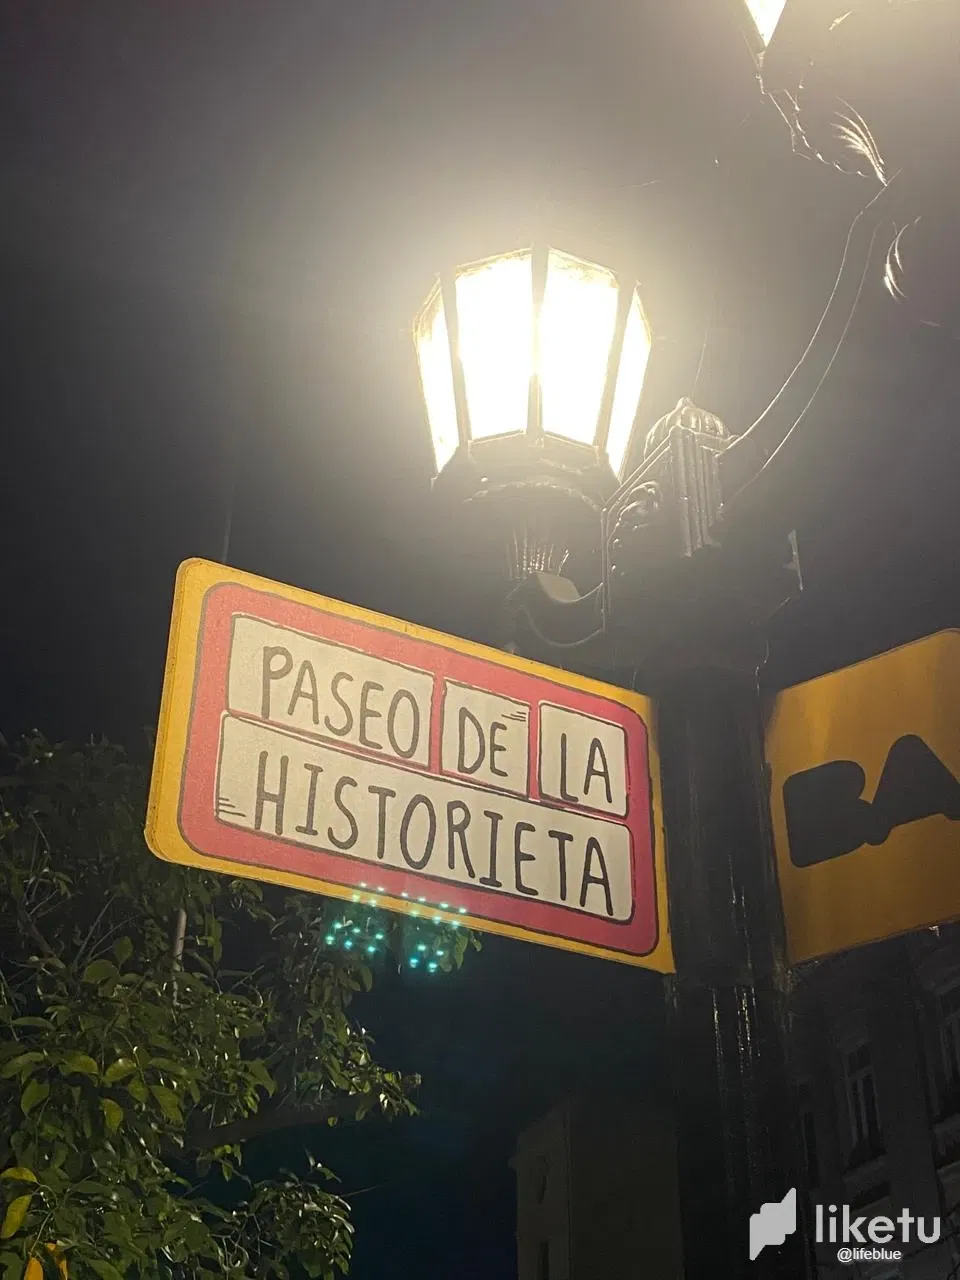 PASEO DE LA
HISTORIETA
BA
liketu
@lifeblue